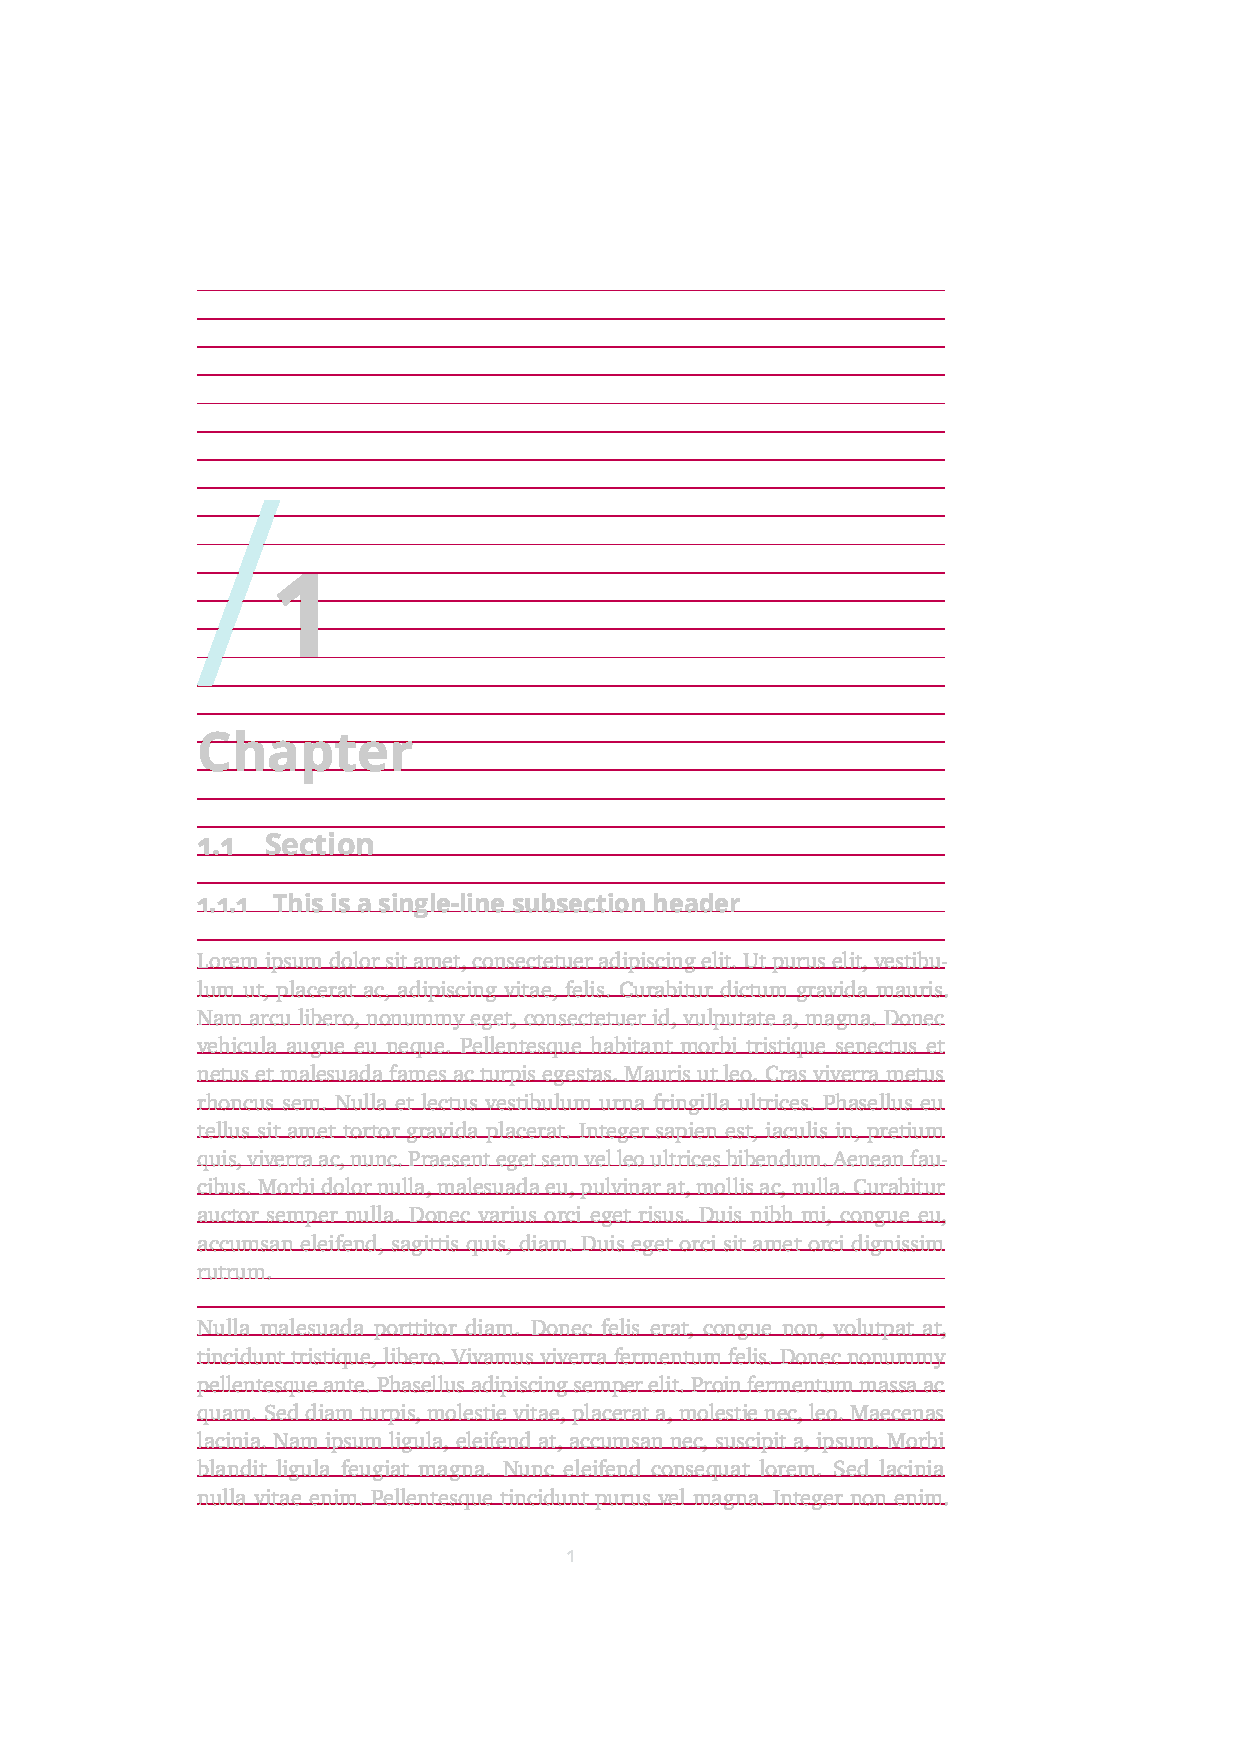 /1
Chapter
1.1 Section
1.1.1 This is a single-line subsection header
Lorem ipsum dolor sit amet, consectetuer adipiscing elit. Ut purus elit, vestibu-
lum ut, placerat ac, adipiscing vitae, felis. Curabitur dictum gravida mauris.
Nam arcu libero, nonummy eget, consectetuer id, vulputate a, magna. Donec
vehicula augue eu neque. Pellentesque habitant morbi tristique senectus et
netus et malesuada fames ac turpis egestas. Mauris ut leo. Cras viverra metus
rhoncus sem. Nulla et lectus vestibulum urna fringilla ultrices. Phasellus eu
tellus sit amet tortor gravida placerat. Integer sapien est, iaculis in, pretium
quis, viverra ac, nunc. Praesent eget sem vel leo ultrices bibendum. Aenean fau-
cibus. Morbi dolor nulla, malesuada eu, pulvinar at, mollis ac, nulla. Curabitur
auctor semper nulla. Donec varius orci eget risus. Duis nibh mi, congue eu,
accumsan eleifend, sagittis quis, diam. Duis eget orci sit amet orci dignissim
rutrum.
Nulla malesuada porttitor diam. Donec felis erat, congue non, volutpat at,
tincidunt tristique, libero. Vivamus viverra fermentum felis. Donec nonummy
pellentesque ante. Phasellus adipiscing semper elit. Proin fermentum massa ac
quam. Sed diam turpis, molestie vitae, placerat a, molestie nec, leo. Maecenas
lacinia. Nam ipsum ligula, eleifend at, accumsan nec, suscipit a, ipsum. Morbi
blandit ligula feugiat magna. Nunc eleifend consequat lorem. Sed lacinia
nulla vitae enim. Pellentesque tincidunt purus vel magna. Integer non enim.
1